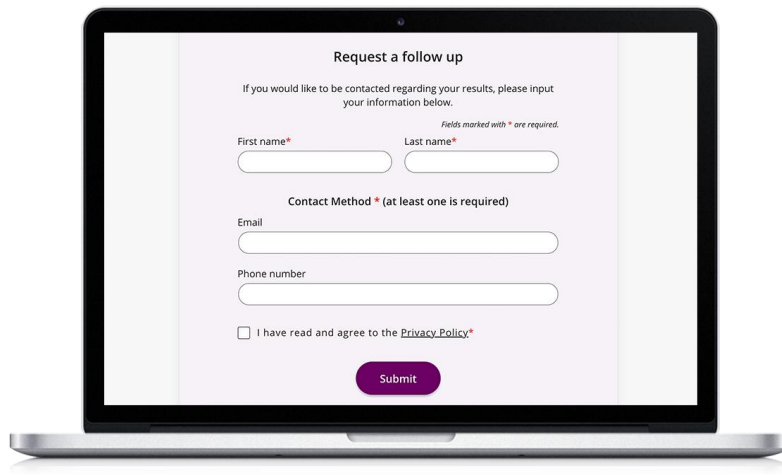 Request a follow up
If you would like to be contacted regarding your results, please input
your information below.
Fields marked with * are required.
First name* Last name*
Contact Method * (at least one is required)
Email
Phone number
I have read and agree to the Privacy Policy*
Submit